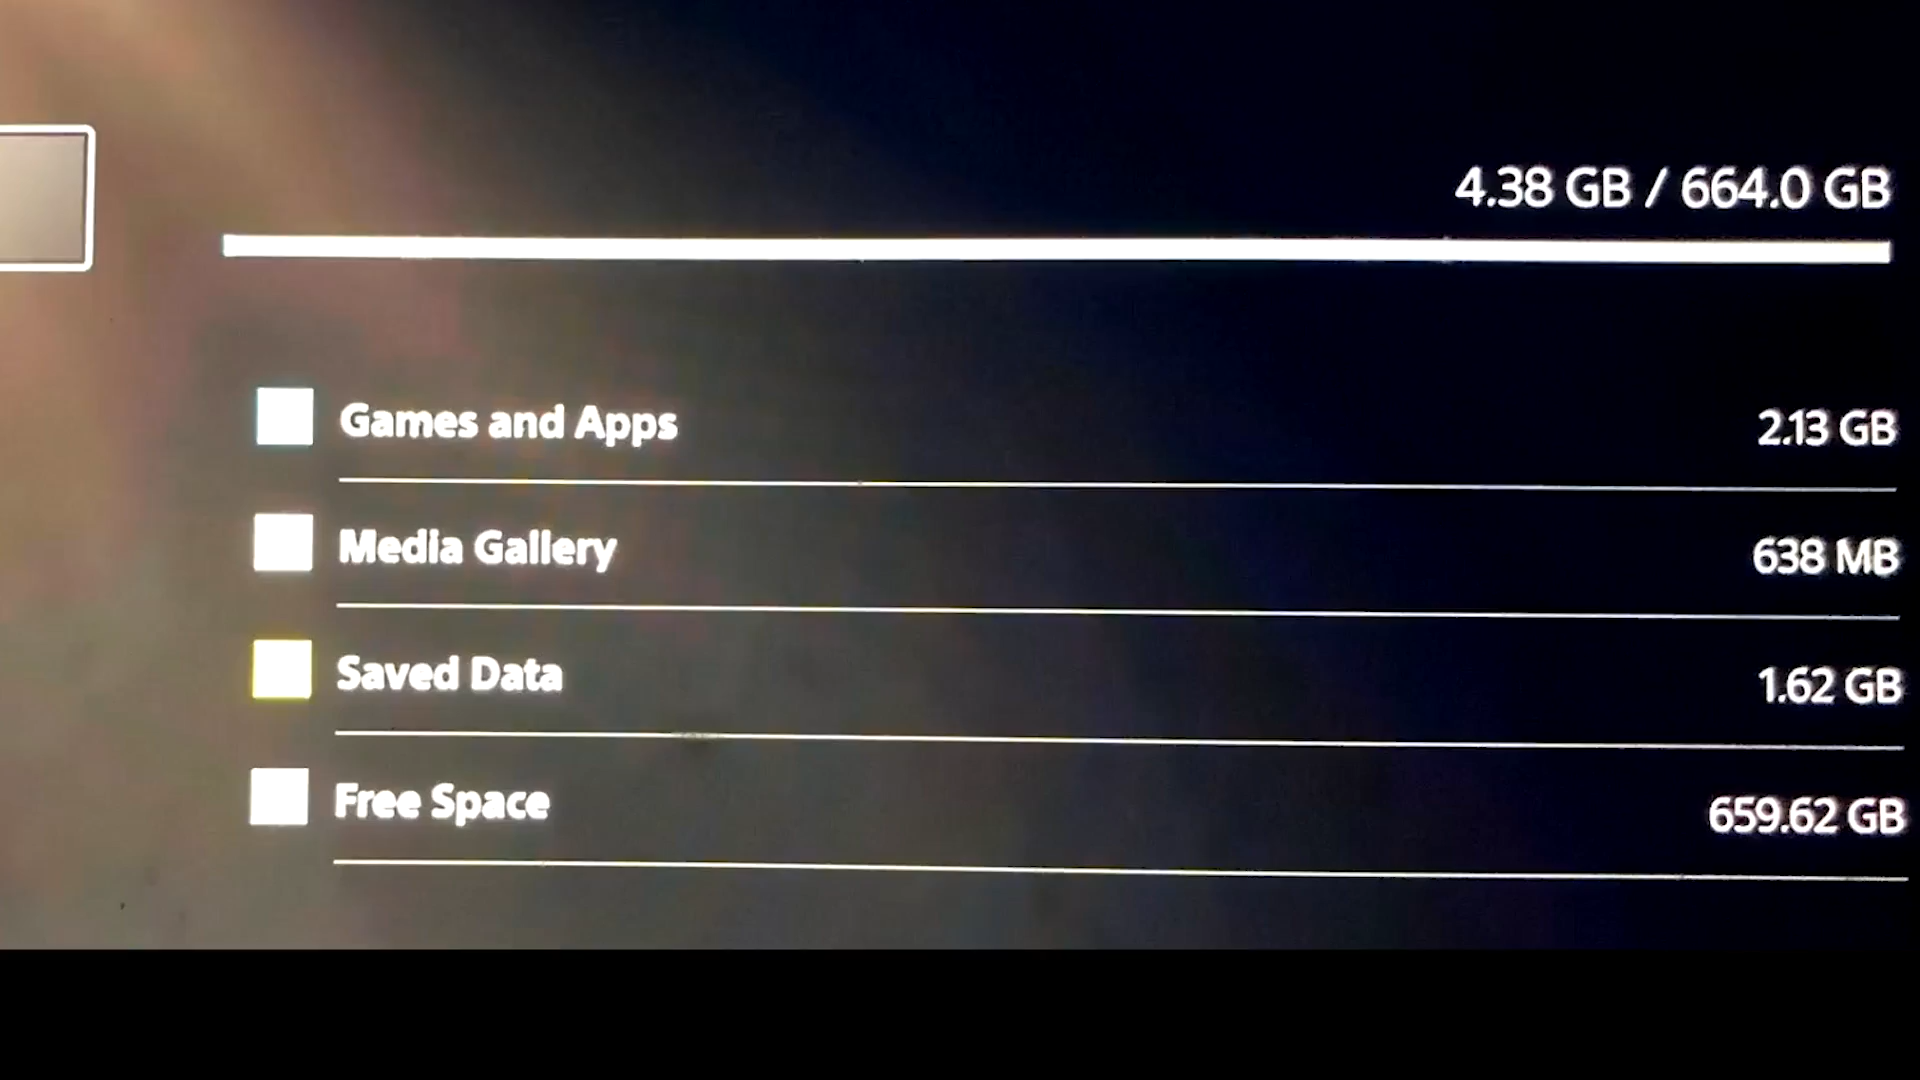 4.38 GB / 664.0 GB
Games and Apps 2.13 GB
Media Gallery 638 MB
Saved Data 1.62 GB
Free Space 659.62 GB